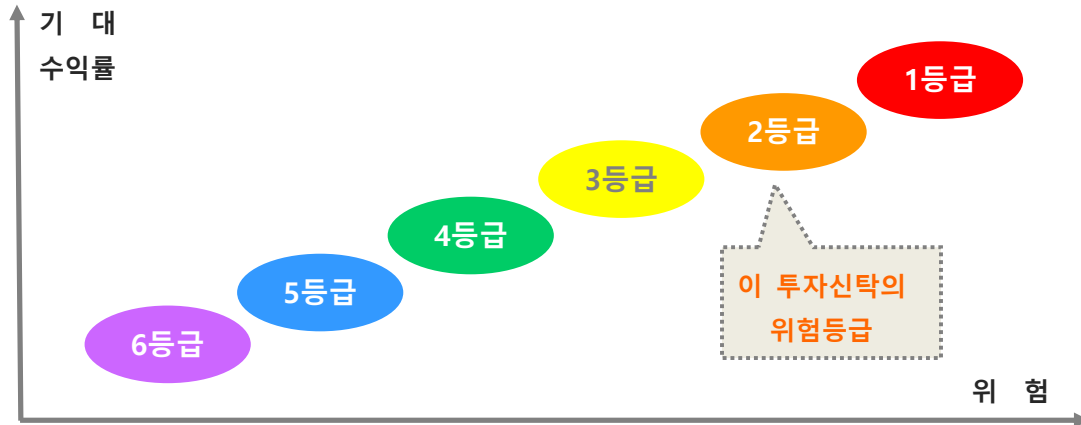 기 대
수익률
1등급
2등급
3등급
4등급
5등급
6등급
이 투자신탁의
위험등급
위 험